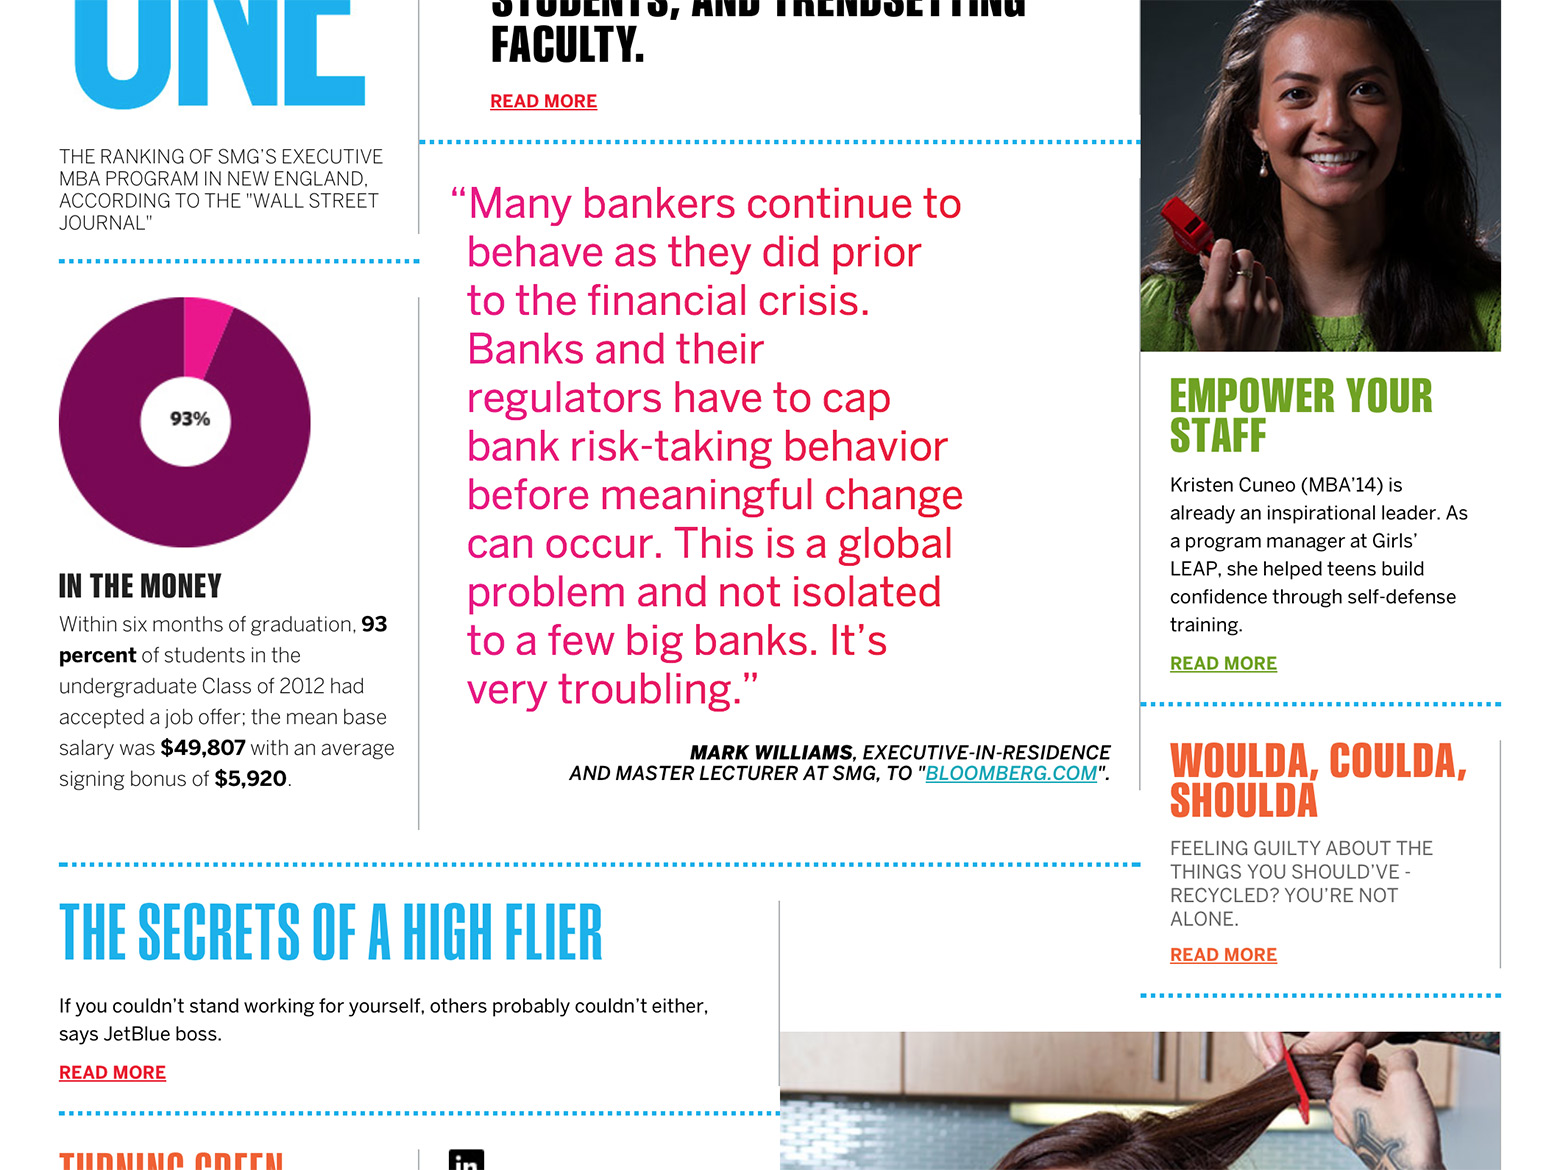 ONE
THE RANKING OF SMG'S EXECUTIVE
MBA PROGRAM IN NEW ENGLAND,
ACCORDING TO THE "WALL STREET
JOURNAL"
93%
IN THE MONEY
Within six months of graduation, 93
percent of students in the
undergraduate Class of 2012 had
accepted a job offer; the mean base
salary was $49,807 with an average
signing bonus of $5,920.
STUDENTS, AND TRENDSETTING
FACULTY.
READ MORE
“Many bankers continue to
behave as they did prior
to the financial crisis.
Banks and their
regulators have to cap
bank risk-taking behavior
before meaningful change
can occur. This is a global
problem and not isolated
to a few big banks. It’s
very troubling.”
MARK WILLIAMS, EXECUTIVE-IN-RESIDENCE
AND MASTER LECTURER AT SMG, TO "BLOOMBERG.COM".
EMPOWER YOUR
STAFF
Kristen Cuneo (MBA’14) is
already an inspirational leader. As
a program manager at Girls’
LEAP, she helped teens build
confidence through self-defense
training.
READ MORE
WOULDA, COULDA,
SHOULDA
FEELING GUILTY ABOUT THE
THINGS YOU SHOULD’VE -
RECYCLED? YOU’RE NOT
ALONE.
READ MORE
THE SECRETS OF A HIGH FLIER
If you couldn’t stand working for yourself, others probably couldn’t either,
says JetBlue boss.
READ MORE
TURNING GREEN
in